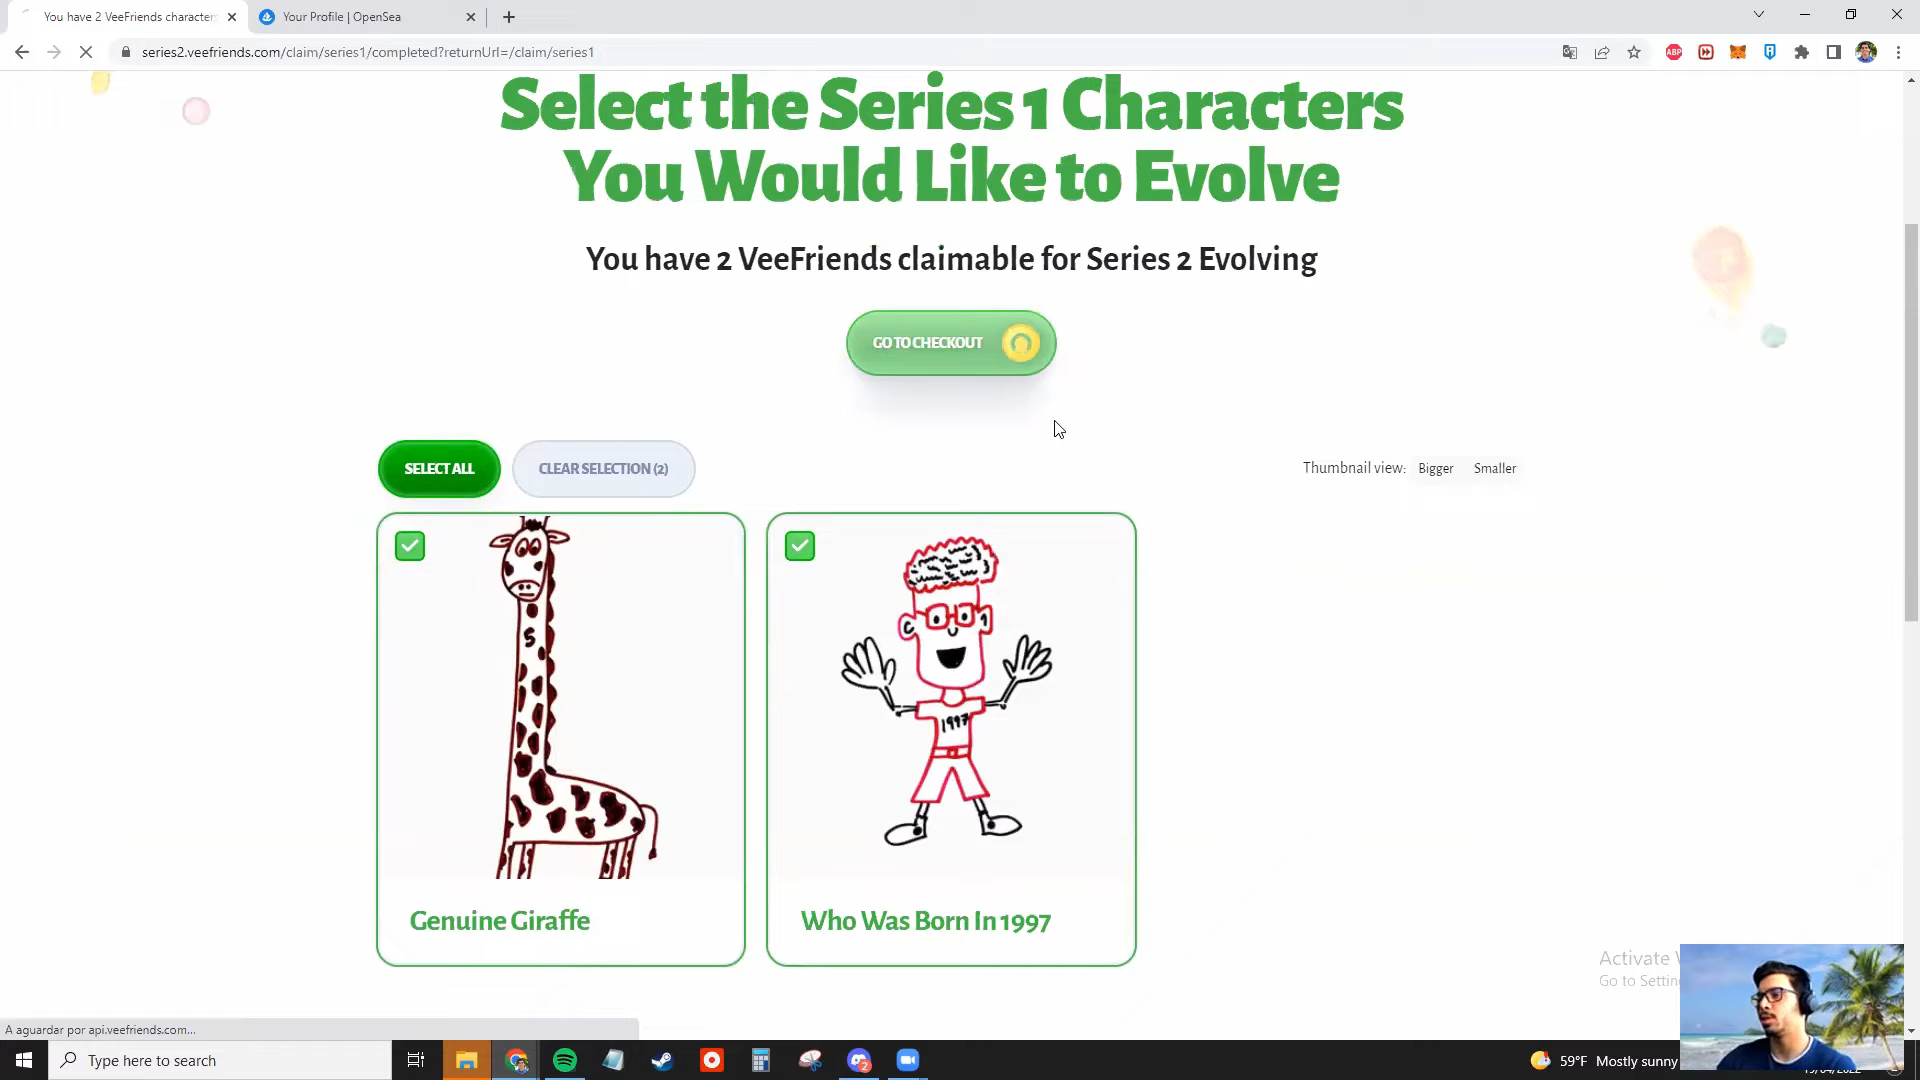 You have 2 VeeFriends characters
Your Profile | OpenSea
series2.veefriends.com/claim/series1/completed?returnUrl=/claim/series1
ABP
Select the Series 1 Characters
You Would Like to Evolve
You have 2 VeeFriends claimable for Series 2 Evolving
GO TO CHECKOUT
SELECT ALL
CLEAR SELECTION (2)
Thumbnail view: Bigger Smaller
S
1997
Genuine Giraffe
Who Was Born In 1997
Activate
Go to Settin
A aguardar por api.veefriends.com...
Type here to search
2
59°F Mostly sunny